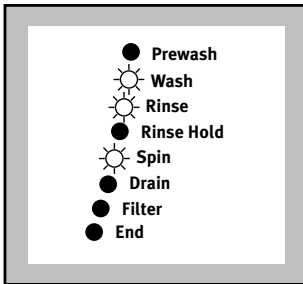 Prewash
Wash
Rinse
Rinse Hold
Spin
Drain
Filter
End